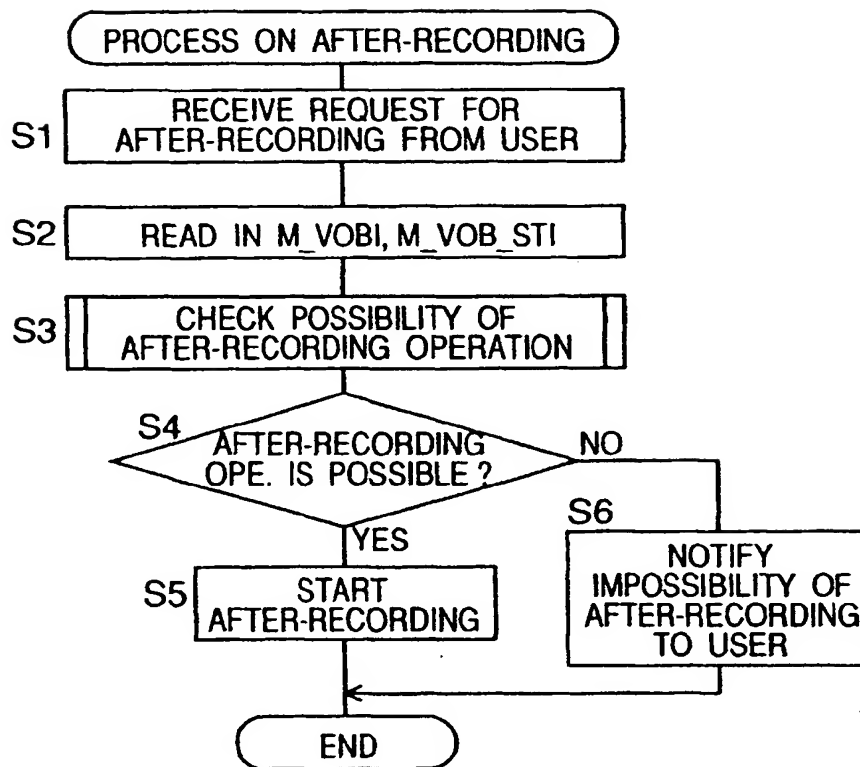 PROCESS ON AFTER-RECORDING
S1
RECEIVE REQUEST FOR
AFTER-RECORDING FROM USER
S2
READ IN M_VOBI, M_VOB_STI
S3
CHECK POSSIBILITY OF
AFTER-RECORDING OPERATION
S4
AFTER-RECORDING
OPE. IS POSSIBLE?
NO
YES
S5
START
AFTER-RECORDING
S6
NOTIFY
IMPOSSIBILITY OF
AFTER-RECORDING
TO USER
END